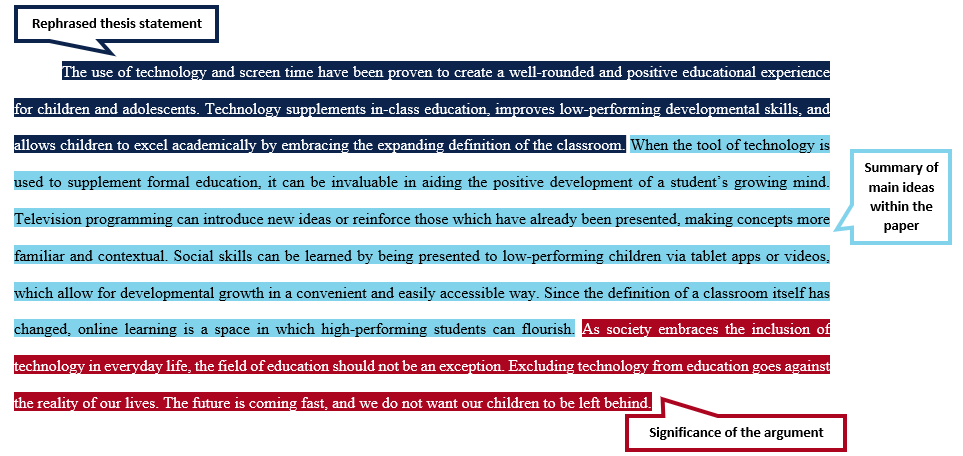 Rephrased thesis statement
The use of technology and screen time have been proven to create a well-rounded and positive educational experience
for children and adolescents. Technology supplements in-class education, improves low-performing developmental skills, and
allows children to excel academically by embracing the expanding definition of the classroom. When the tool of technology is
used to supplement formal education, it can be invaluable in aiding the positive development of a student’s growing mind.
Television programming can introduce new ideas or reinforce those which have already been presented, making concepts more
familiar and contextual. Social skills can be learned by being presented to low-performing children via tablet apps or videos,
which allow for developmental growth in a convenient and easily accessible way. Since the definition of a classroom itself has
changed, online learning is a space in which high-performing students can flourish. As society embraces the inclusion of
technology in everyday life, the field of education should not be an exception. Excluding technology from education goes against
the reality of our lives. The future is coming fast, and we do not want our children to be left behind.
Summary of
main ideas
within the
paper
Significance of the argument